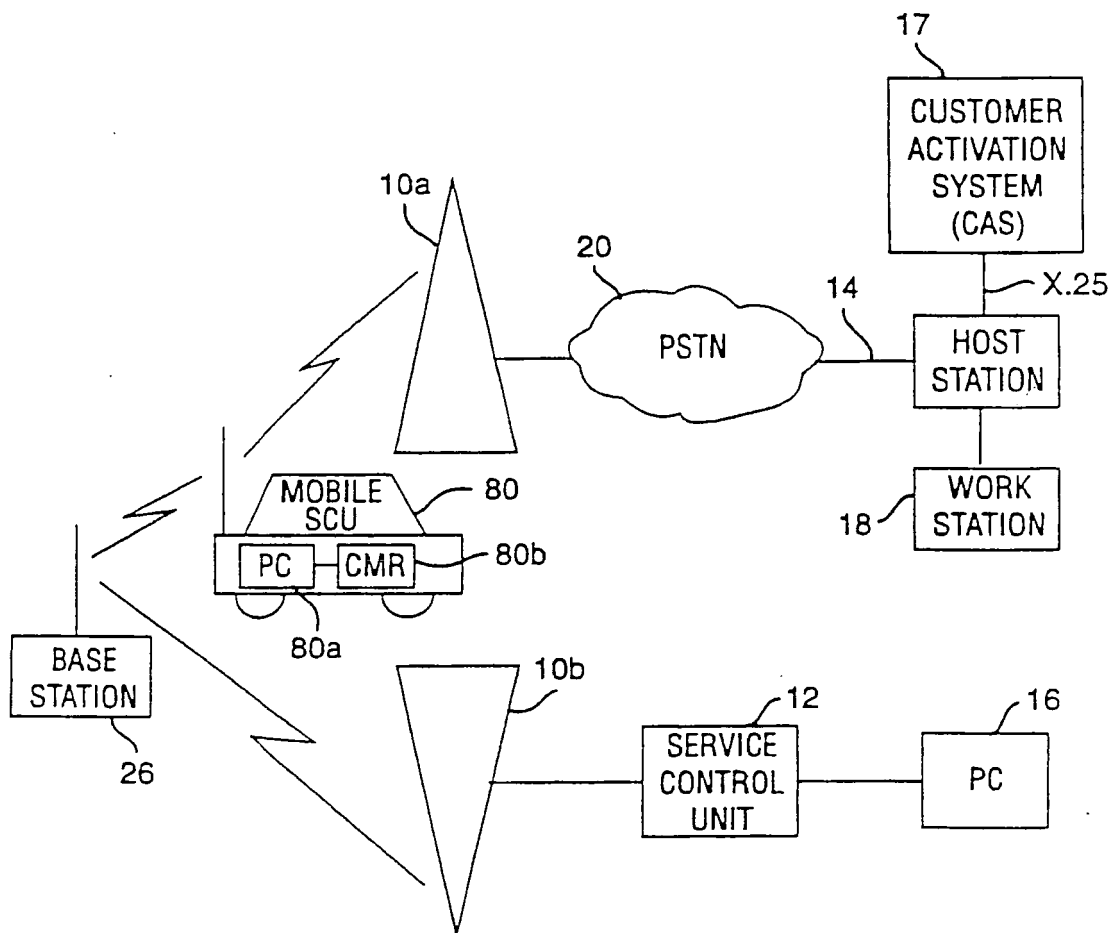 17
CUSTOMER
ACTIVATION
SYSTEM
(CAS)
10a
20
X.25
14
PSTN
HOST
STATION
MOBILE
SCU
80
WORK
STATION
18
PC
CMR
80b
80a
BASE
STATION
26
10b
12
16
SERVICE
CONTROL
UNIT
PC